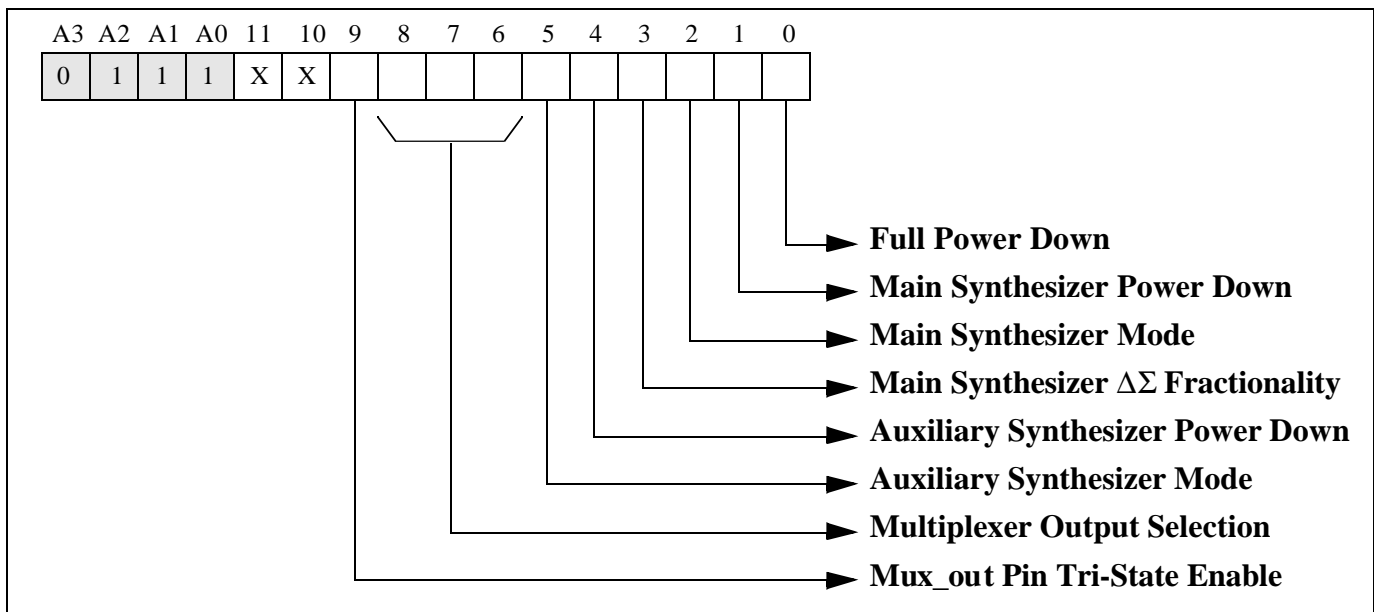 A3 A2 A1 A0 11 10 9 8 7 6 5 4 3 2 1 0
0 1 1 1 X X
Full Power Down
Main Synthesizer Power Down
Main Synthesizer Mode
Main Synthesizer ΔΣ Fractionality
Auxiliary Synthesizer Power Down
Auxiliary Synthesizer Mode
Multiplexer Output Selection
Mux_out Pin Tri-State Enable